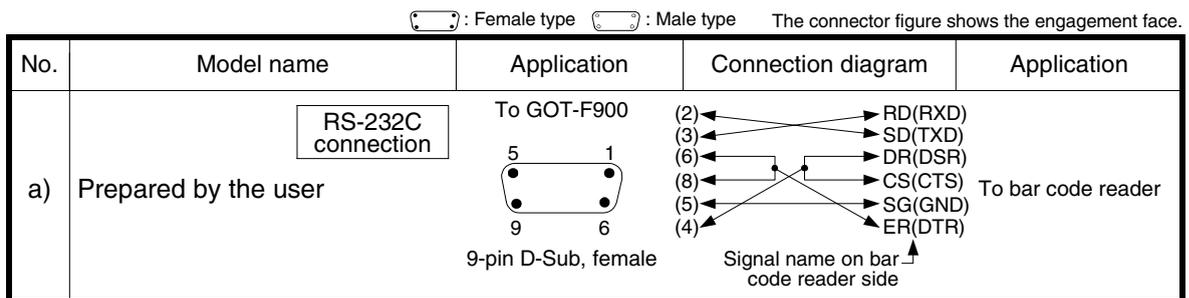 : Female type : Male type The connector figure shows the engagement face.
No. Model name Application Connection diagram Application
a) Prepared by the user
RS-232C
connection
To GOT-F900
5 1
9 6
9-pin D-Sub, female
(2) RD(RXD)
(3) SD(TXD)
(6) DR(DSR)
(8) CS(CTS)
(5) SG(GND)
(4) ER(DTR)
Signal name on bar
code reader side
To bar code reader